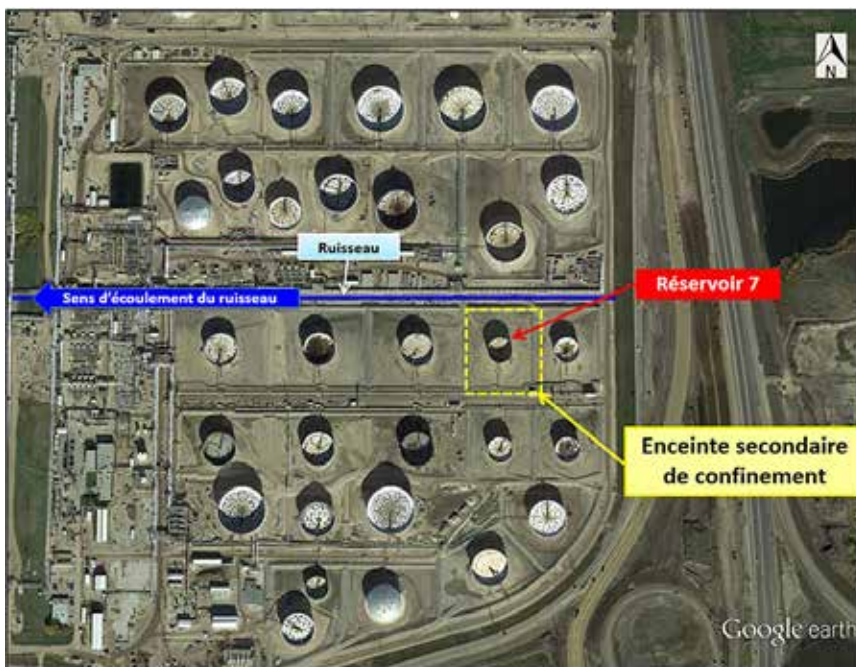 N
Ruisseau
Sens d'écoulement du ruisseau
Réservoir 7
Enceinte secondaire
de confinement
Google earth